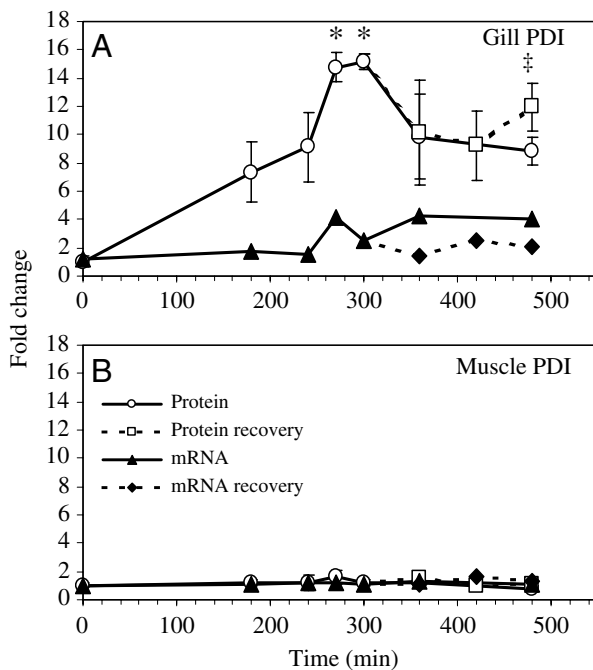 18
A
* *
Gill PDI
16
‡
14
12
10
8
6
4
2
0
0 100 200 300 400 500
Fold change
18
B
Muscle PDI
16
Protein
14
Protein recovery
12
mRNA
10
mRNA recovery
8
6
4
2
0
0 100 200 300 400 500
Time (min)